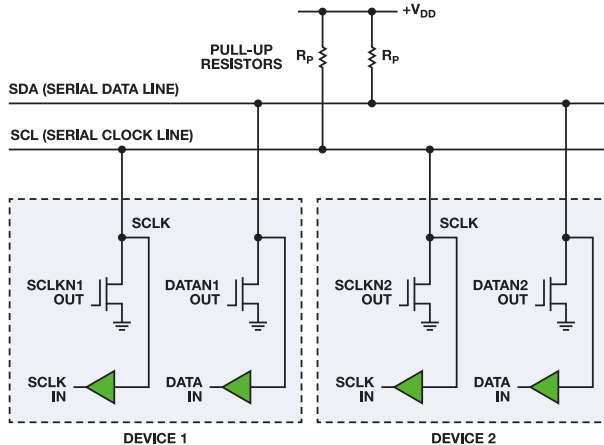 +VDD
PULL-UP
RESISTORS
RP
RP
SDA (SERIAL DATA LINE)
SCL (SERIAL CLOCK LINE)
SCLK
SCLKN1
OUT
DATAN1
OUT
SCLK
IN
DATA
IN
DEVICE 1
SCLK
SCLKN2
OUT
DATAN2
OUT
SCLK
IN
DATA
IN
DEVICE 2